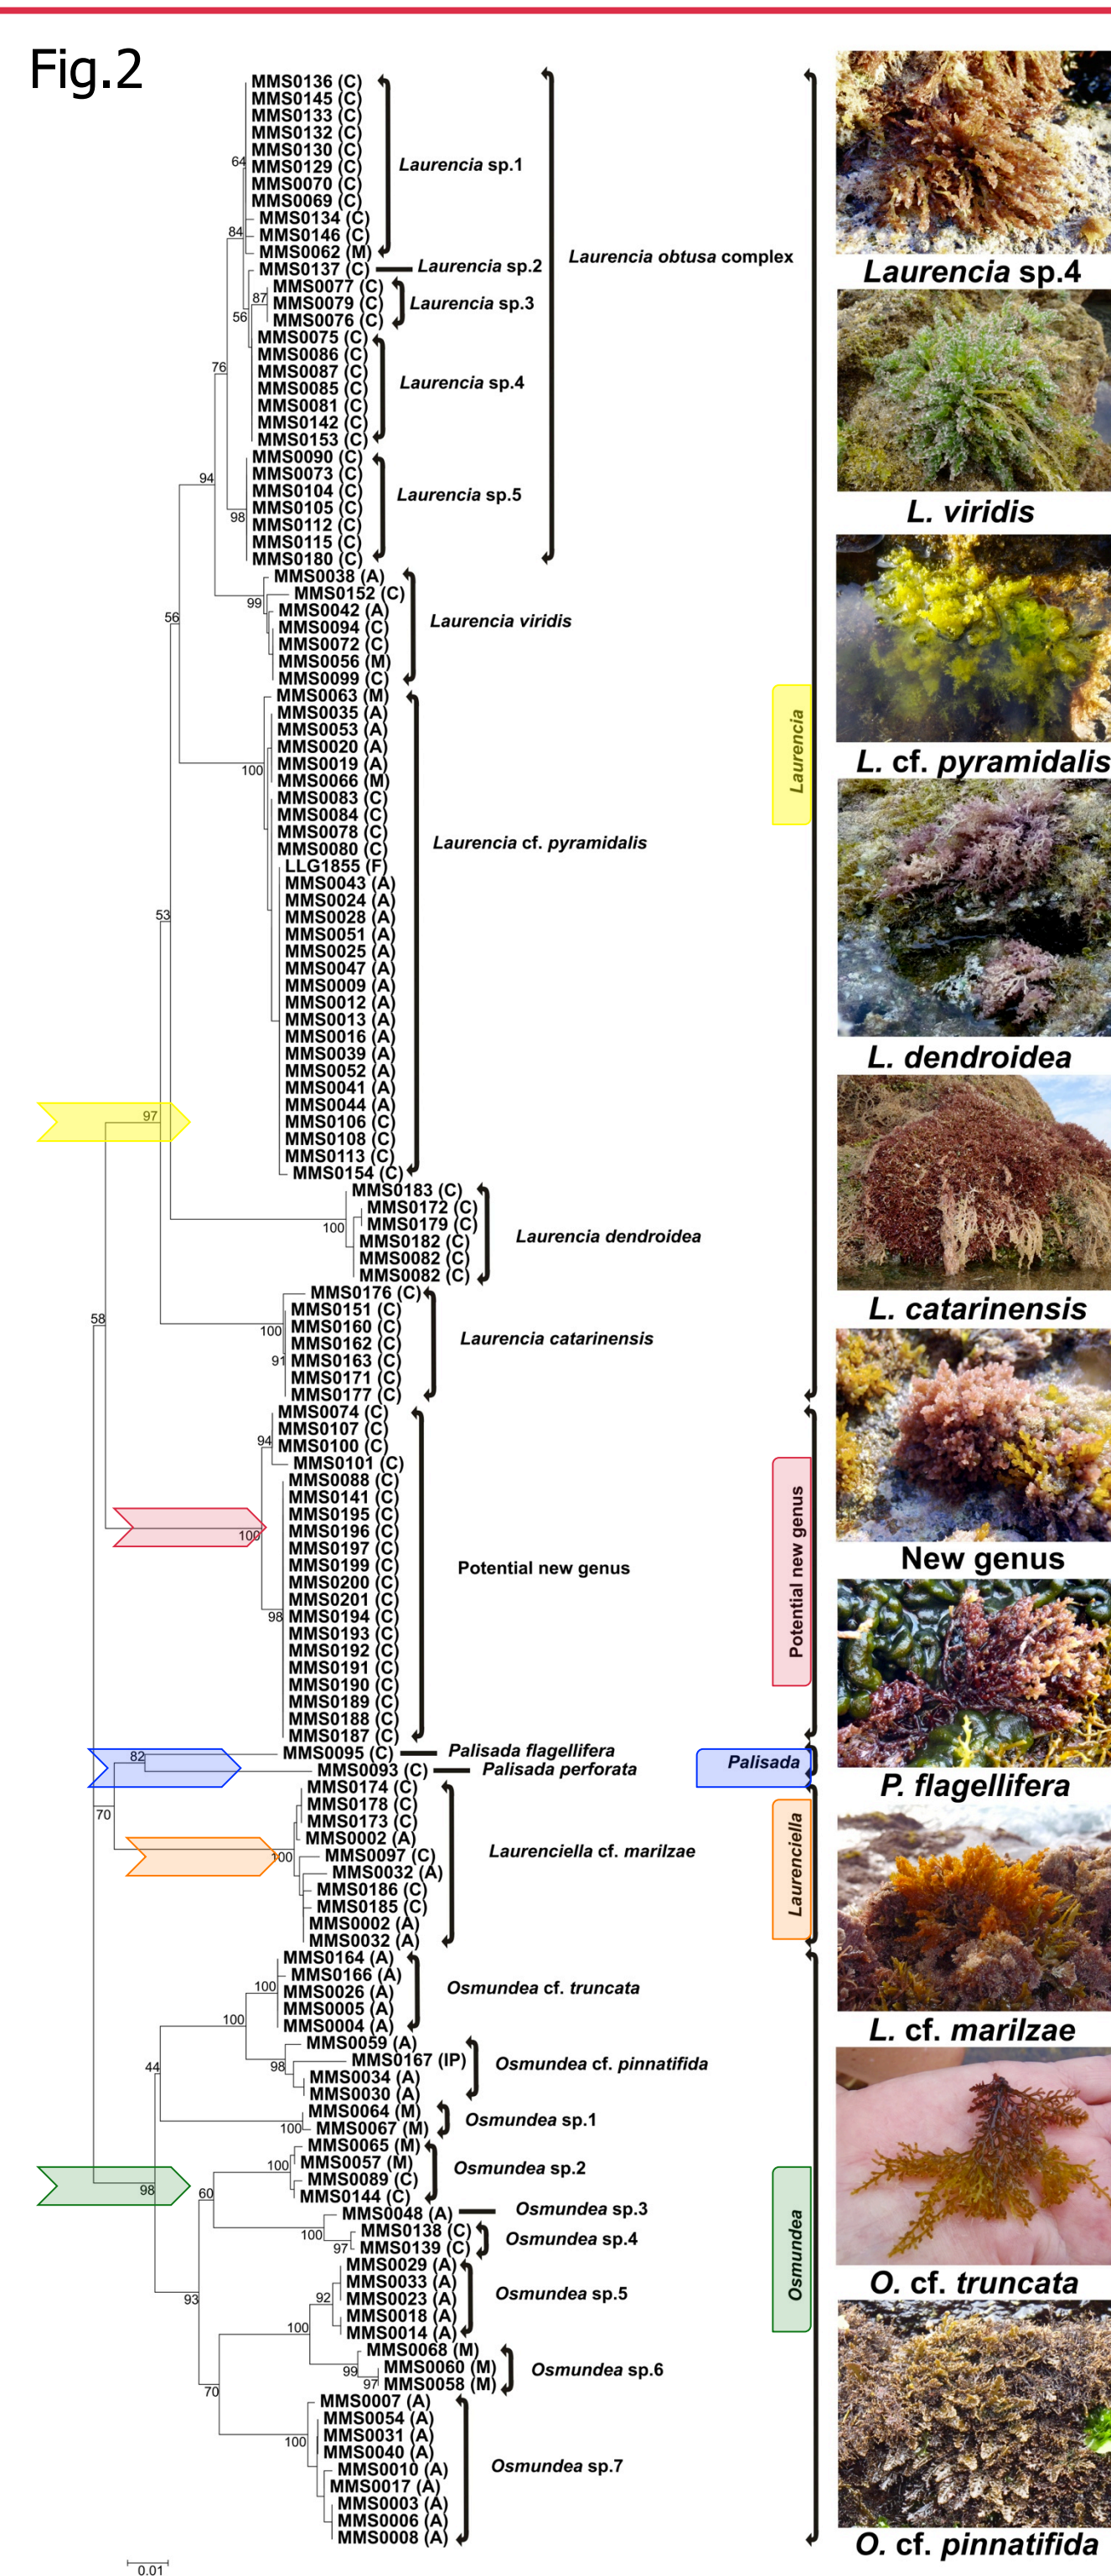 Fig.2
MMS0136 (C)
MMS0145 (C)
MMS0133 (C)
MMS0132 (C)
MMS0130 (C)
64
MMS0129 (C)
Laurencia sp.1
MMS0070 (C)
MMS0069 (C)
MMS0134 (C)
84
MMS0146 (C)
MMS0062 (M)
Laurencia obtusa complex
MMS0137 (C)
Laurencia sp.2
MMS0077 (C)
87
MMS0079 (C)
Laurencia sp.3
56
MMS0076 (C)
MMS0075 (C)
MMS0086 (C)
76
MMS0087 (C)
MMS0085 (C)
Laurencia sp.4
MMS0081 (C)
MMS0142 (C)
MMS0153 (C)
MMS0090 (C)
MMS0073 (C)
94
MMS0104 (C)
Laurencia sp.5
MMS0105 (C)
98
MMS0112 (C)
MMS0115 (C)
MMS0180 (C)
MMS0038 (A)
MMS0152 (C)
99
MMS0042 (A)
56
MMS0094 (C)
Laurencia viridis
MMS0072 (C)
MMS0056 (M)
MMS0099 (C)
MMS0063 (M)
MMS0035 (A)
MMS0053 (A)
MMS0020 (A)
MMS0019 (A)
100
MMS0066 (M)
MMS0083 (C)
MMS0084 (C)
MMS0078 (C)
MMS0080 (C)
Laurencia cf. pyramidalis
LLG1855 (F)
MMS0043 (A)
MMS0024 (A)
53
MMS0028 (A)
MMS0051 (A)
MMS0025 (A)
MMS0047 (A)
MMS0009 (A)
MMS0012 (A)
MMS0013 (A)
MMS0016 (A)
MMS0039 (A)
MMS0052 (A)
MMS0041 (A)
MMS0044 (A)
97
MMS0106 (C)
MMS0108 (C)
MMS0113 (C)
MMS0154 (C)
MMS0183 (C)
MMS0172 (C)
100
MMS0179 (C)
Laurencia dendroidea
MMS0182 (C)
MMS0082 (C)
MMS0082 (C)
MMS0176 (C)
58
MMS0151 (C)
100
MMS0160 (C)
Laurencia catarinensis
MMS0162 (C)
91
MMS0163 (C)
MMS0171 (C)
MMS0177 (C)
Laurencia
MMS0074 (C)
MMS0107 (C)
94
MMS0100 (C)
MMS0101 (C)
MMS0088 (C)
MMS0141 (C)
MMS0195 (C)
100
MMS0196 (C)
MMS0197 (C)
MMS0199 (C)
Potential new genus
MMS0200 (C)
MMS0201 (C)
98
MMS0194 (C)
MMS0193 (C)
MMS0192 (C)
MMS0191 (C)
MMS0190 (C)
MMS0189 (C)
MMS0188 (C)
MMS0187 (C)
Potential new genus
82
MMS0095 (C)
Palisada flagellifera
MMS0093 (C)
Palisada perforata
Palisada
MMS0174 (C)
70
MMS0178 (C)
MMS0173 (C)
MMS0002 (A)
100
MMS0097 (C)
Laurenciella cf. marilzae
MMS0032 (A)
MMS0186 (C)
MMS0185 (C)
MMS0002 (A)
MMS0032 (A)
Laurenciella
MMS0164 (A)
MMS0166 (A)
100
MMS0026 (A)
Osmundea cf. truncata
MMS0005 (A)
100
MMS0004 (A)
MMS0059 (A)
44
98
MMS0167 (IP)
Osmundea cf. pinnatifida
MMS0034 (A)
MMS0030 (A)
MMS0064 (M)
Osmundea sp.1
100
MMS0067 (M)
MMS0065 (M)
100
MMS0057 (M)
Osmundea sp.2
MMS0089 (C)
98
60
MMS0144 (C)
MMS0048 (A)
Osmundea sp.3
100
MMS0138 (C)
Osmundea sp.4
97
MMS0139 (C)
MMS0029 (A)
MMS0033 (A)
93
92
MMS0023 (A)
Osmundea sp.5
MMS0018 (A)
100
MMS0014 (A)
MMS0068 (M)
99
MMS0060 (M)
Osmundea sp.6
70
97
MMS0058 (M)
MMS0007 (A)
MMS0054 (A)
MMS0031 (A)
100
MMS0040 (A)
MMS0010 (A)
Osmundea sp.7
MMS0017 (A)
MMS0003 (A)
MMS0006 (A)
MMS0008 (A)
Osmundea
0.01
Laurencia sp.4
L. viridis
L. cf. pyramidalis
L. dendroidea
L. catarinensis
New genus
P. flagellifera
L. cf. marilzae
O. cf. truncata
O. cf. pinnatifida